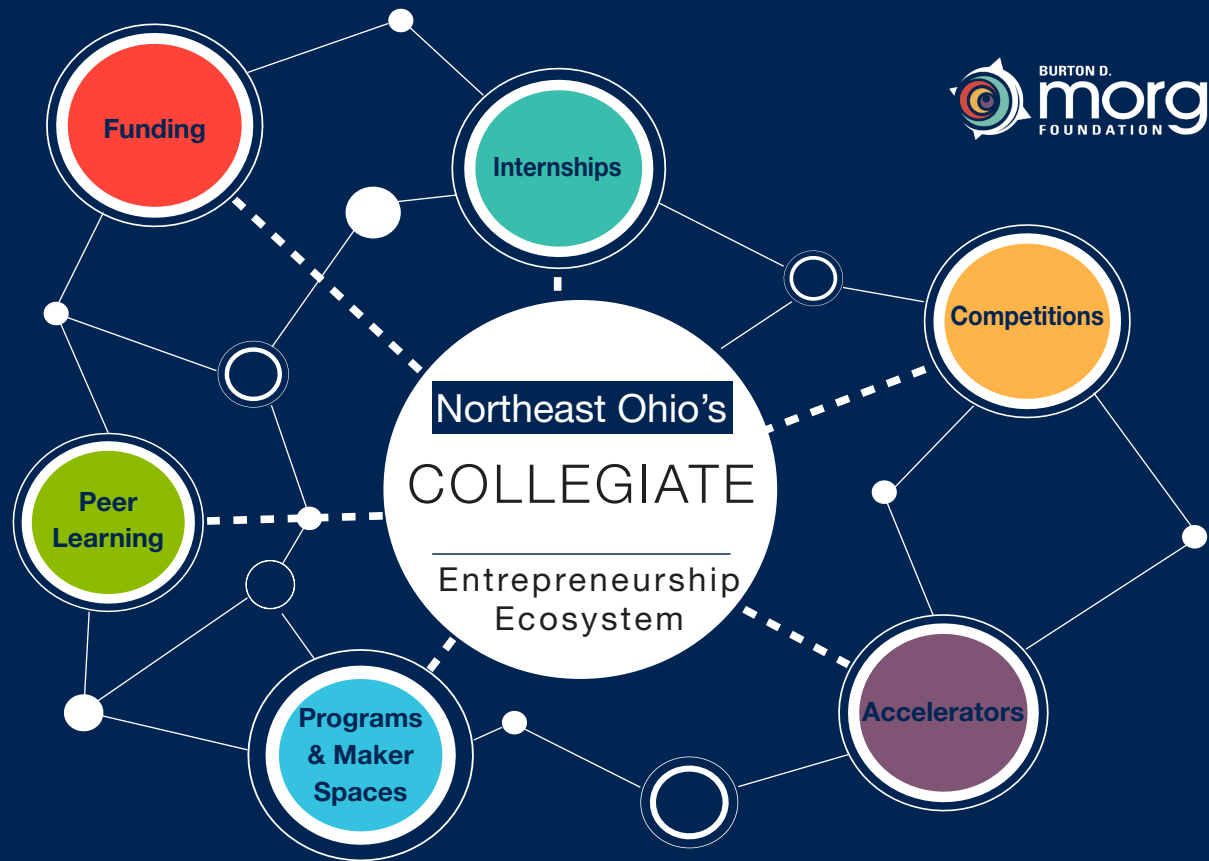 BURTON D.
morg
FOUNDATION
Funding
Internships
Competitions
Northeast Ohio's
COLLEGIATE
Entrepreneurship
Ecosystem
Peer
Learning
Programs
& Maker
Spaces
Accelerators